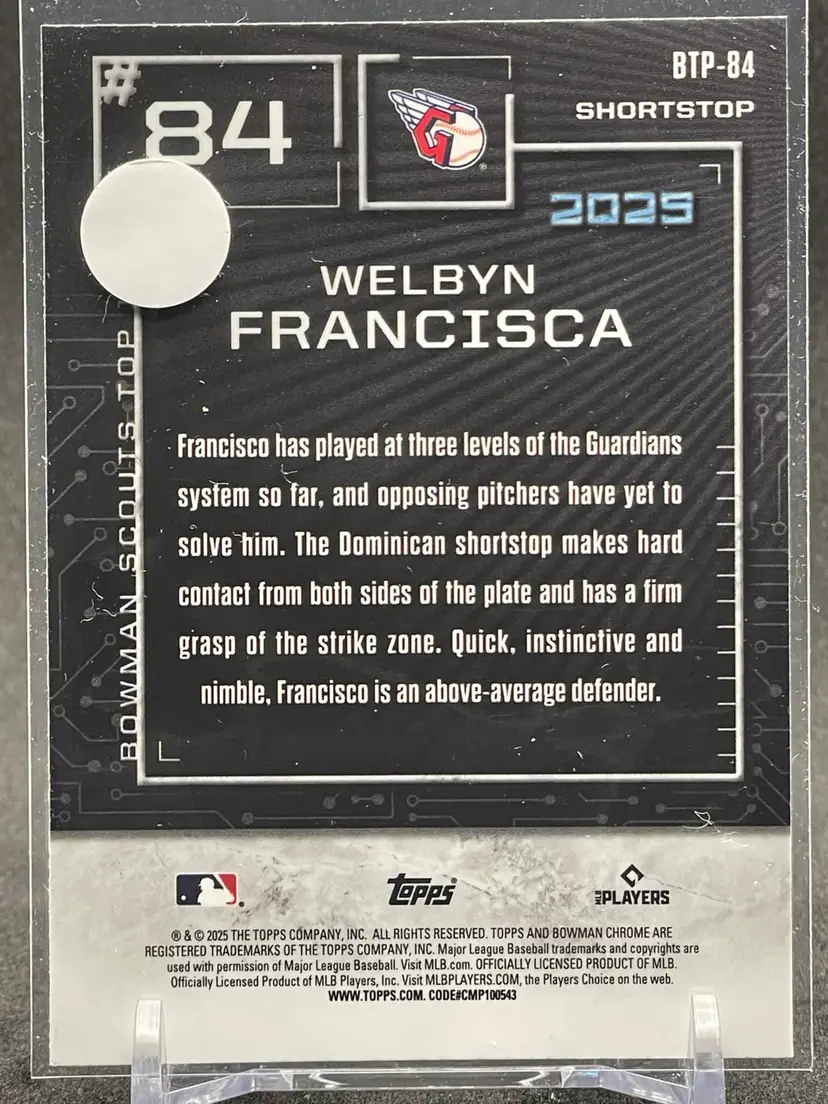 BTP-84
# 84
SHORTSTOP
2025
WELBYN
FRANCISCA
BOWMAN SCOUTS TOP
Francisco has played at three levels of the Guardians
system so far, and opposing pitchers have yet to
solve him. The Dominican shortstop makes hard
contact from both sides of the plate and has a firm
grasp of the strike zone. Quick, instinctive and
nimble, Francisco is an above-average defender.
TOPPS
MLB PLAYERS
® & © 2025 THE TOPPS COMPANY, INC. ALL RIGHTS RESERVED. TOPPS AND BOWMAN CHROME ARE
REGISTERED TRADEMARKS OF THE TOPPS COMPANY, INC. Major League Baseball trademarks and copyrights are
used with permission of Major League Baseball. Visit MLB.com. OFFICIALLY LICENSED PRODUCT OF MLB.
Officially Licensed Product of MLB Players, Inc. Visit MLBPLAYERS.COM, the Players Choice on the web.
WWW.TOPPS.COM. CODE#CMP100543